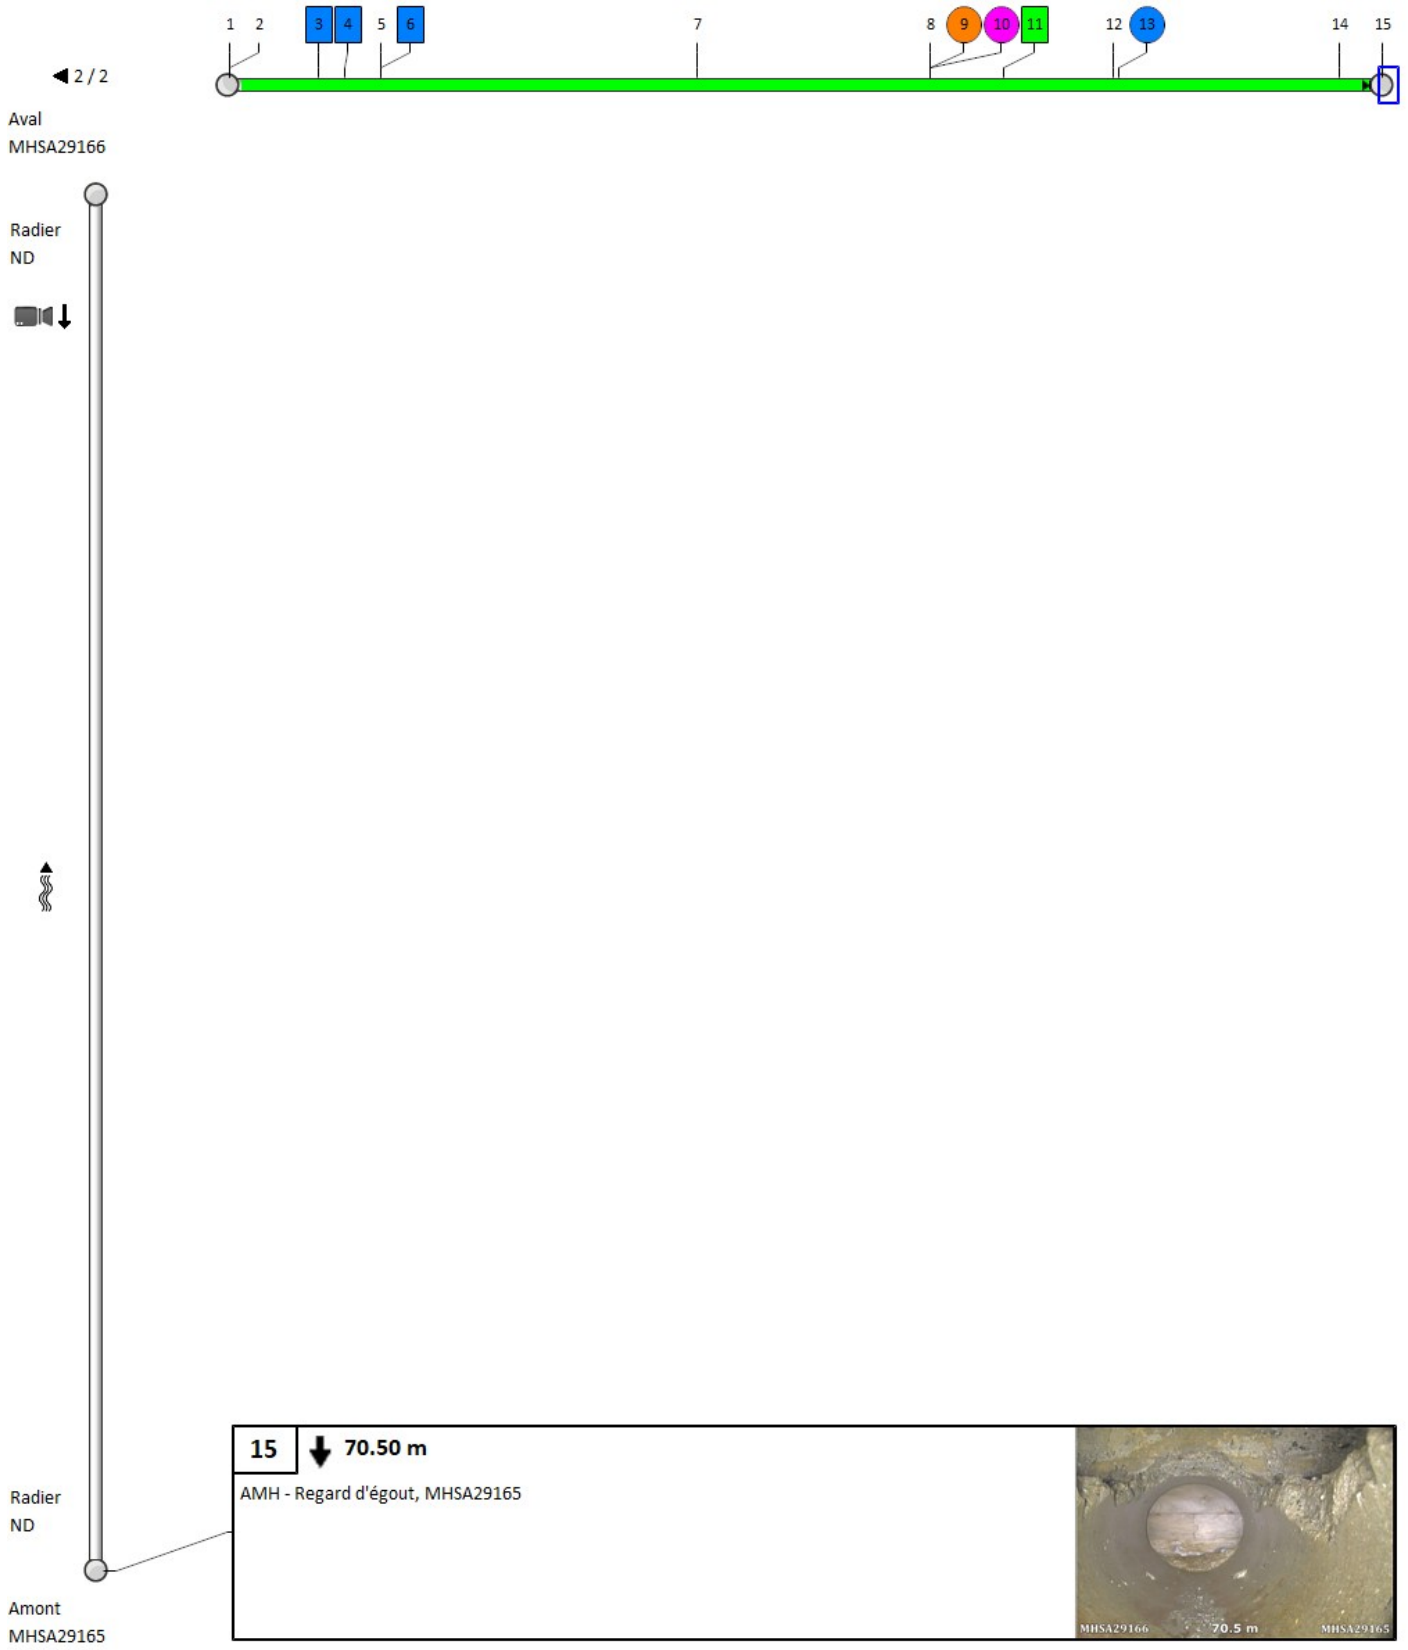 1 2 3 4 5 6 7 8 9 10 11 12 13 14 15
2 / 2
Aval
MHSA29166
Radier
ND
15 70.50 m
AMH - Regard d'égout, MHSA29165
Radier
ND
Amont
MHSA29165
MHSA29166 70.5 m MHSA29165